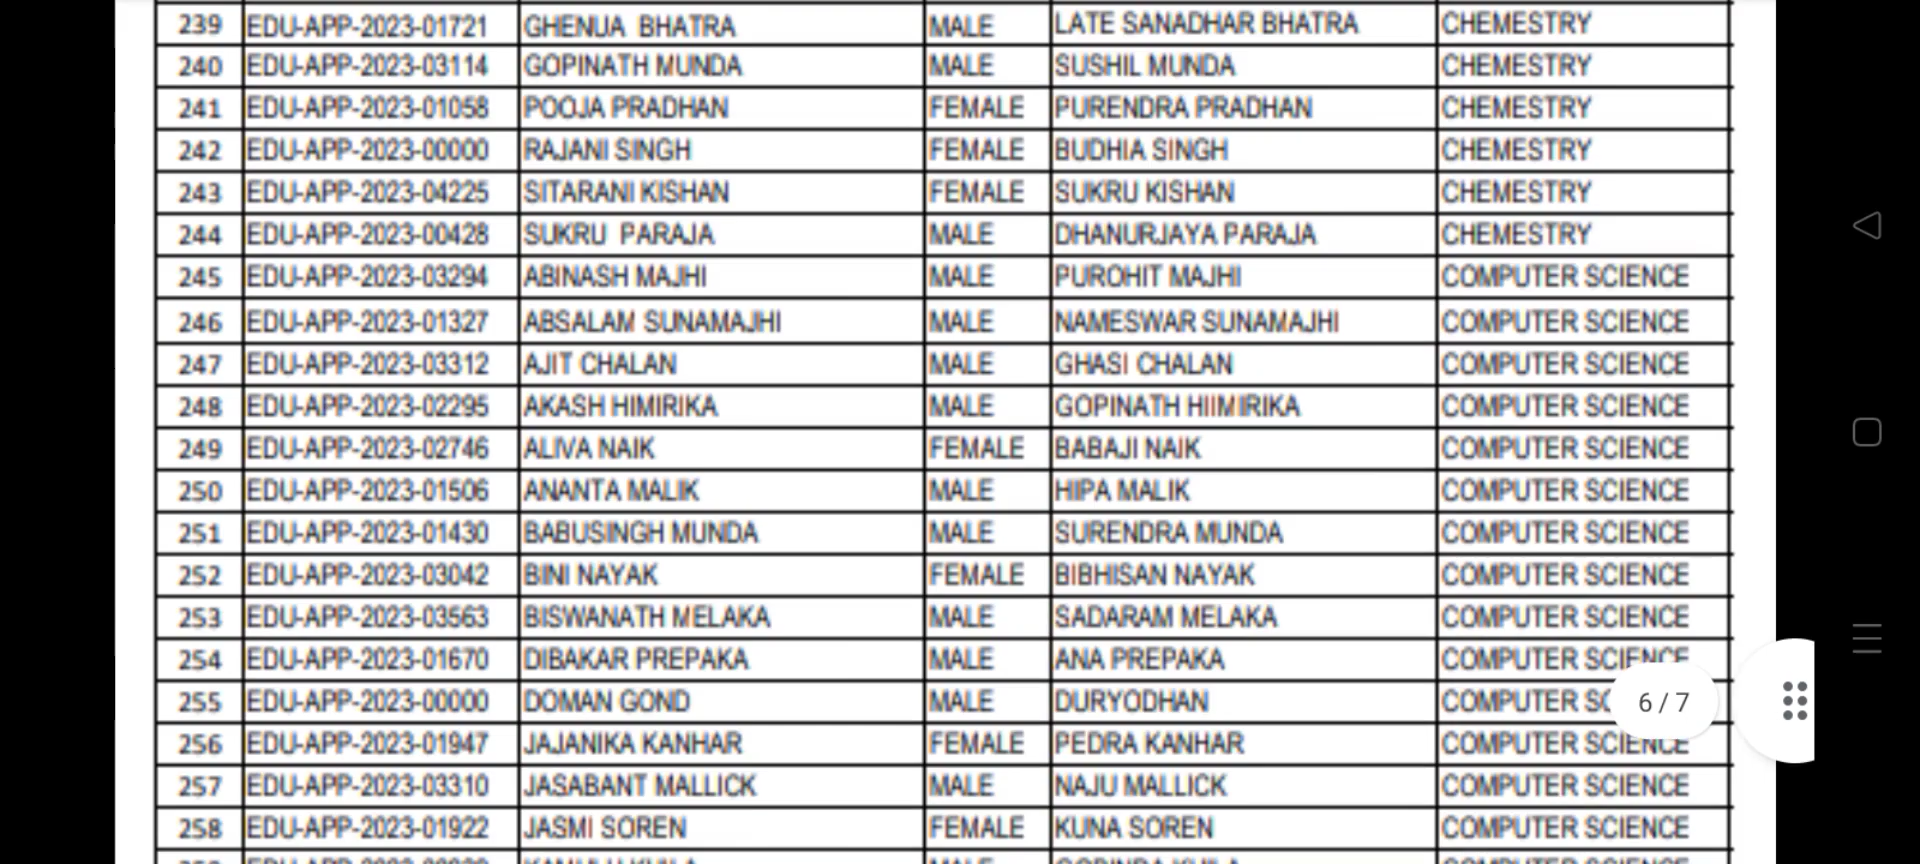 239 EDU-APP-2023-01721 GHENUA BHATRA MALE LATE SANADHAR BHATRA CHEMESTRY
240 EDU-APP-2023-03114 GOPINATH MUNDA MALE SUSHIL MUNDA CHEMESTRY
241 EDU-APP-2023-01058 POOJA PRADHAN FEMALE PURENDRA PRADHAN CHEMESTRY
242 EDU-APP-2023-00000 RAJANI SINGH FEMALE BUDHIA SINGH CHEMESTRY
243 EDU-APP-2023-04225 SITARANI KISHAN FEMALE SUKRU KISHAN CHEMESTRY
244 EDU-APP-2023-00428 SUKRU PARAJA MALE DHANURJAYA PARAJA CHEMESTRY
245 EDU-APP-2023-03294 ABINASH MAJHI MALE PUROHIT MAJHI COMPUTER SCIENCE
246 EDU-APP-2023-01327 ABSALAM SUNAMAJHI MALE NAMESWAR SUNAMAJHI COMPUTER SCIENCE
247 EDU-APP-2023-03312 AJIT CHALAN MALE GHASI CHALAN COMPUTER SCIENCE
248 EDU-APP-2023-02295 AKASH HIMIRIKA MALE GOPINATH HIIMIRIKA COMPUTER SCIENCE
249 EDU-APP-2023-02746 ALIVA NAIK FEMALE BABAJI NAIK COMPUTER SCIENCE
250 EDU-APP-2023-01506 ANANTA MALIK MALE HIPA MALIK COMPUTER SCIENCE
251 EDU-APP-2023-01430 BABUSINGH MUNDA MALE SURENDRA MUNDA COMPUTER SCIENCE
252 EDU-APP-2023-03042 BINI NAYAK FEMALE BIBHISAN NAYAK COMPUTER SCIENCE
253 EDU-APP-2023-03563 BISWANATH MELAKA MALE SADARAM MELAKA COMPUTER SCIENCE
254 EDU-APP-2023-01670 DIBAKAR PREPAKA MALE ANA PREPAKA COMPUTER SCIENCE
255 EDU-APP-2023-00000 DOMAN GOND MALE DURYODHAN COMPUTER
6 / 7
256 EDU-APP-2023-01947 JAJANIKA KANHAR FEMALE PEDRA KANHAR COMPUTER SCIENCE
257 EDU-APP-2023-03310 JASABANT MALLICK MALE NAJU MALLICK COMPUTER SCIENCE
258 EDU-APP-2023-01922 JASMI SOREN FEMALE KUNA SOREN COMPUTER SCIENCE